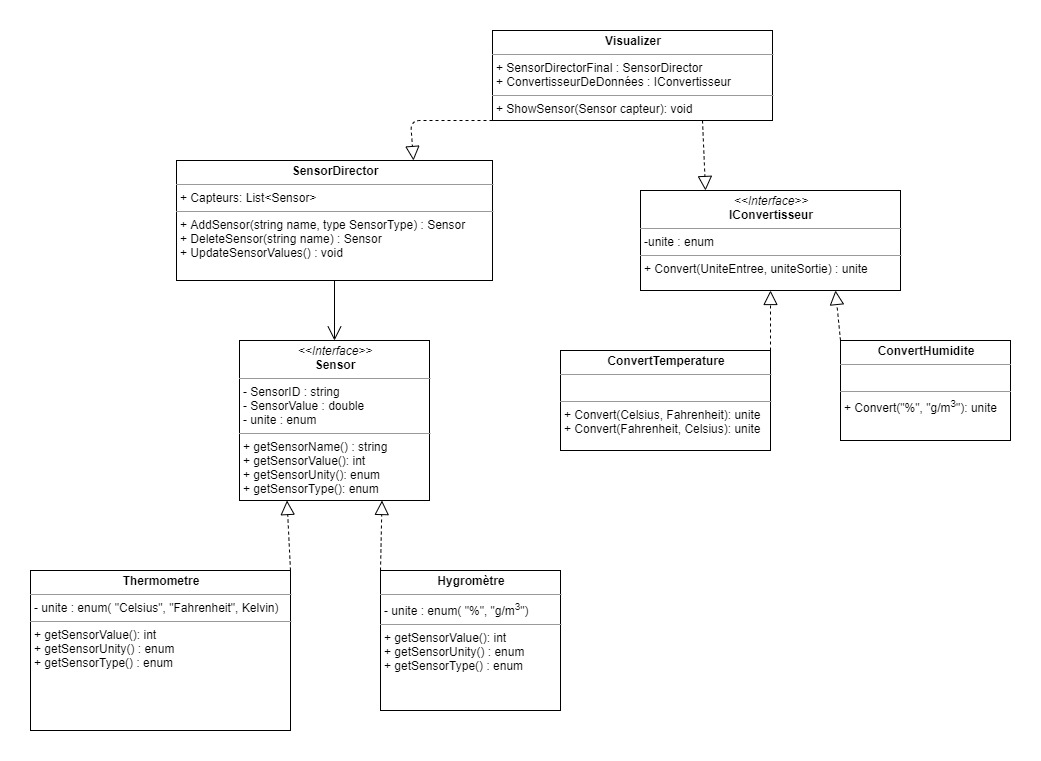 Visualizer
+ SensorDirectorFinal : SensorDirector
+ ConvertisseurDeDonnées : IConvertisseur
+ ShowSensor(Sensor capteur): void
SensorDirector
+ Capteurs: List<Sensor>
+ AddSensor(string name, type SensorType) : Sensor
+ DeleteSensor(string name) : Sensor
+ UpdateSensorValues() : void
<<Interface>>
IConvertisseur
-unite : enum
+ Convert(UniteEntree, uniteSortie) : unite
<<Interface>>
Sensor
- SensorID : string
- SensorValue : double
- unite : enum
+ getSensorName() : string
+ getSensorValue(): int
+ getSensorUnity(): enum
+ getSensorType(): enum
ConvertTemperature
+ Convert(Celsius, Fahrenheit): unite
+ Convert(Fahrenheit, Celsius): unite
ConvertHumidite
+ Convert("%", "g/m³"): unite
Thermometre
- unite : enum( "Celsius", "Fahrenheit", Kelvin)
+ getSensorValue(): int
+ getSensorUnity() : enum
+ getSensorType() : enum
Hygromètre
- unite : enum( "%", "g/m³")
+ getSensorValue(): int
+ getSensorUnity() : enum
+ getSensorType() : enum